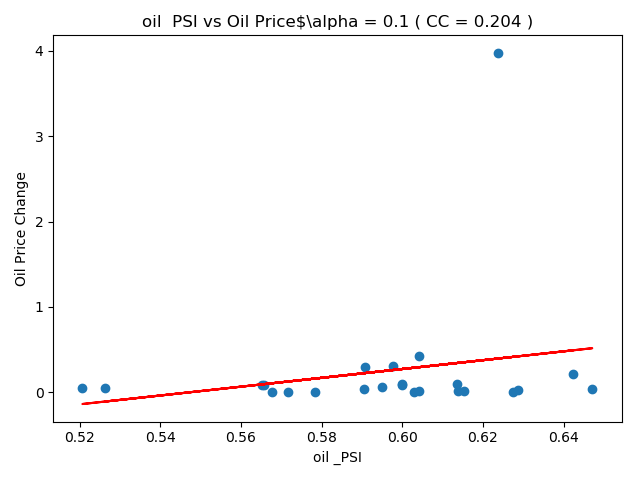 oil  PSI vs Oil Price$\alpha = 0.1 ( CC = 0.204 )
4
3
2
1
0
Oil Price Change
0.52 0.54 0.56 0.58 0.60 0.62 0.64
oil _PSI